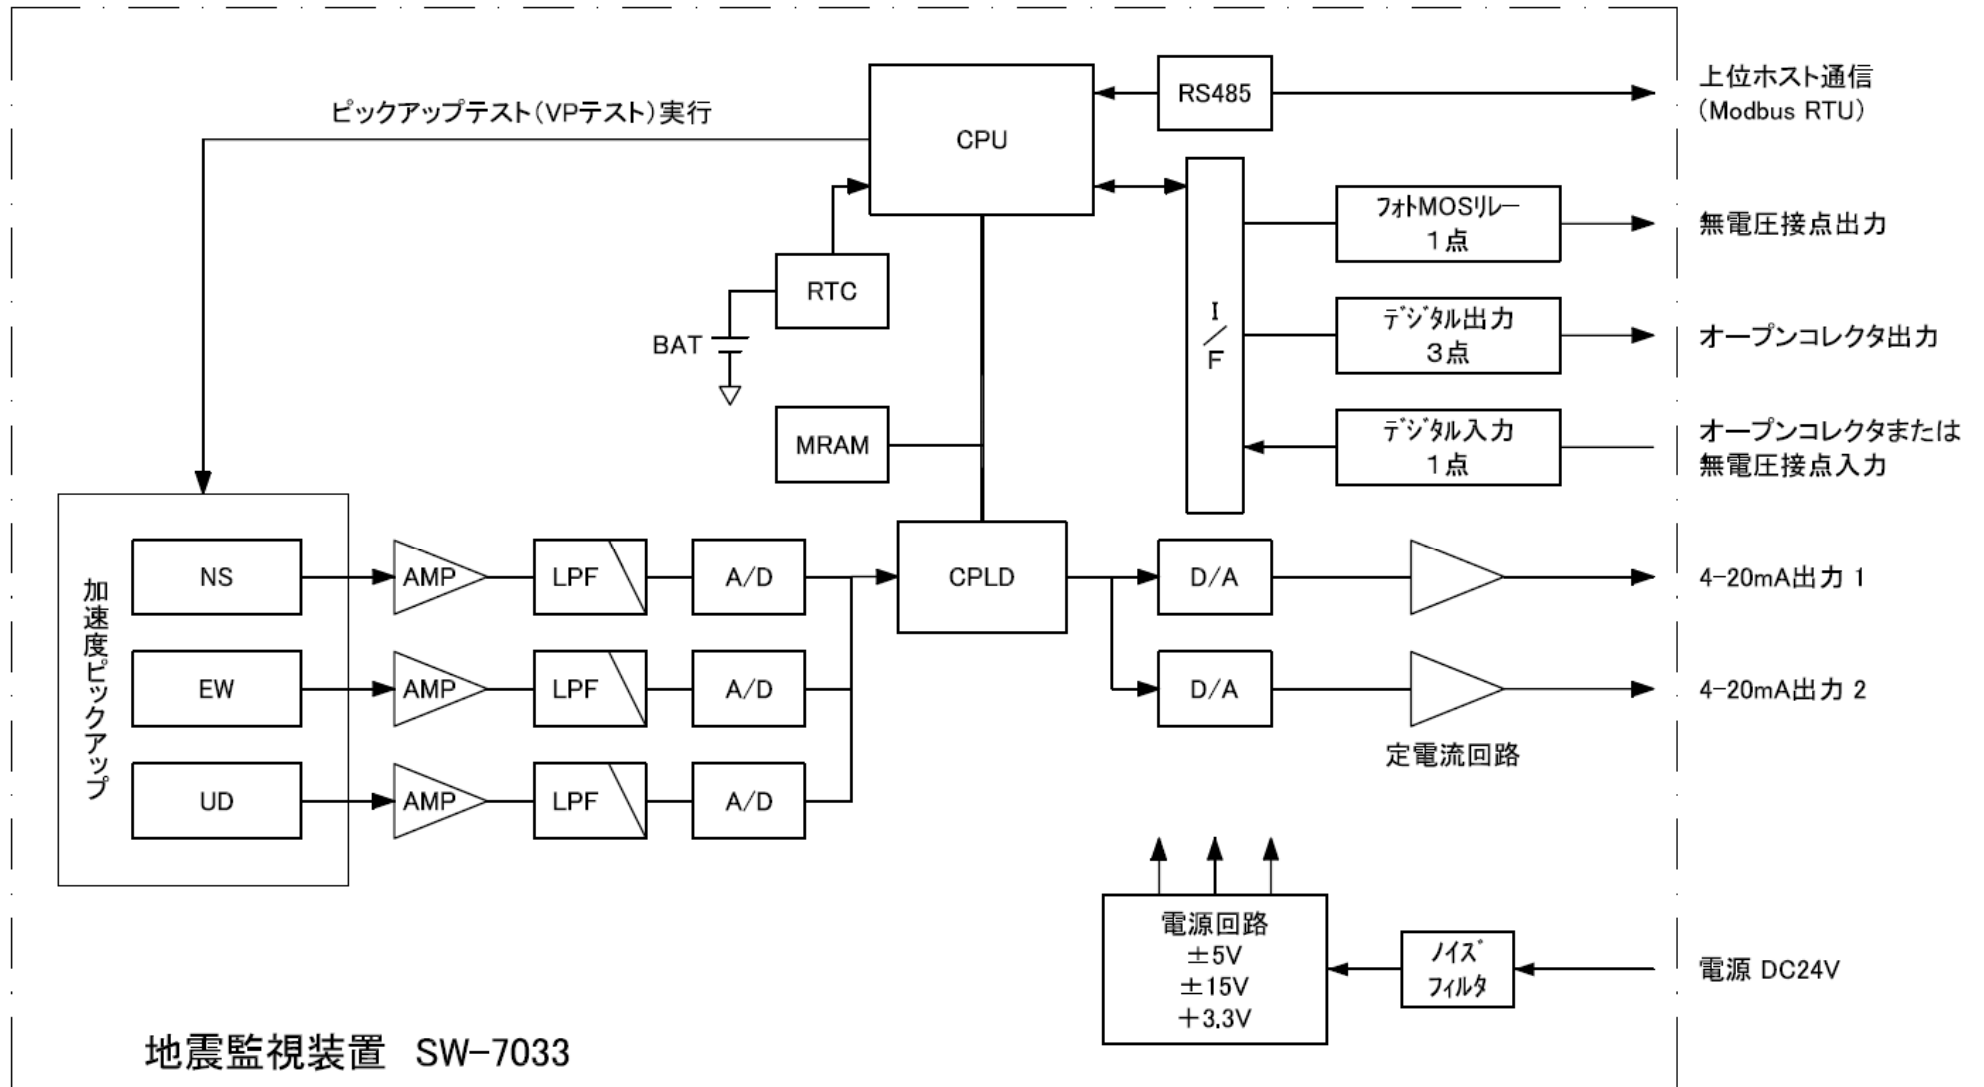 上位ホスト通信
(Modbus RTU)
RS485
CPU
ピックアップテスト(VPテスト)実行
フォトMOSリレー
1点
無電圧接点出力
RTC
BAT
I
/
F
デジタル出力
3点
オープンコレクタ出力
MRAM
デジタル入力
1点
オープンコレクタまたは
無電圧接点入力
加速度ピックアップ
NS
AMP
LPF
A/D
CPLD
D/A
4-20mA出力 1
EW
AMP
LPF
A/D
D/A
4-20mA出力 2
定電流回路
UD
AMP
LPF
A/D
電源回路
±5V
±15V
+3.3V
ノイズ
フィルタ
電源 DC24V
地震監視装置 SW-7033